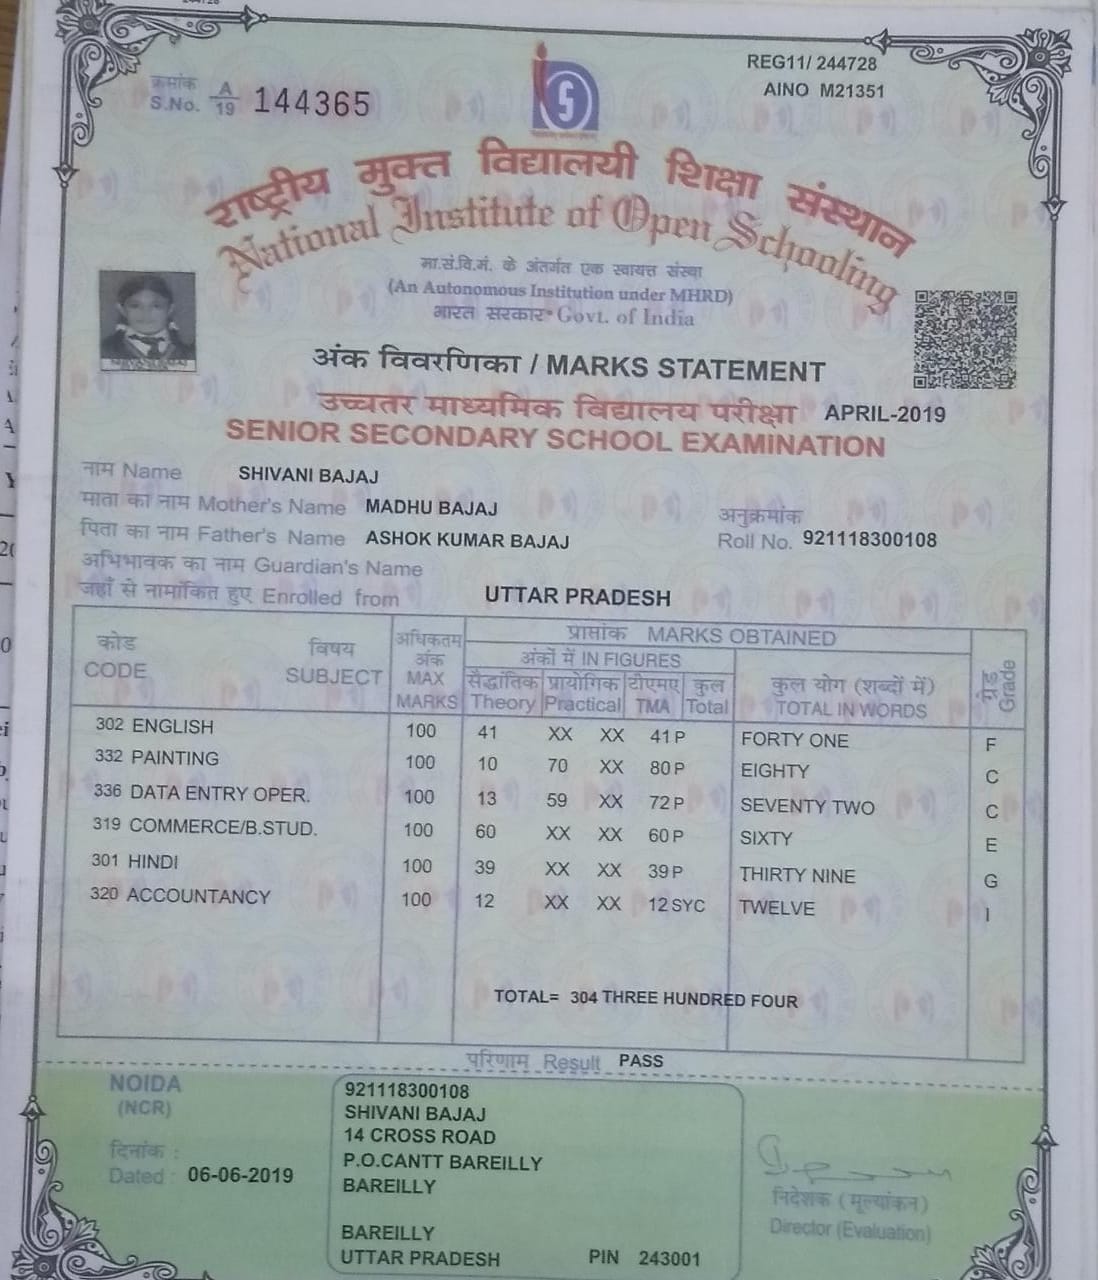 REG11/ 244728
क्रमांक A
S.No. 19 144365
AINO M21351
राष्ट्रीय मुक्त विद्यालयी शिक्षा संस्थान
National Institute of Open Schooling
मा.सं.वि.मं. के अंतर्गत एक स्वायत्त संस्था
(An Autonomous Institution under MHRD)
भारत सरकार Govt. of India
अंक विवरणिका / MARKS STATEMENT
उच्चतर माध्यमिक विद्यालय परीक्षा APRIL-2019
SENIOR SECONDARY SCHOOL EXAMINATION
नाम Name SHIVANI BAJAJ
माता का नाम Mother's Name MADHU BAJAJ
अनुक्रमांक
पिता का नाम Father's Name ASHOK KUMAR BAJAJ Roll No. 921118300108
अभिभावक का नाम Guardian's Name
जहाँ से नामांकित हुए Enrolled from UTTAR PRADESH
कोड विषय अधिकतम प्राप्तांक MARKS OBTAINED ग्रेड
CODE SUBJECT अंक अंकों में IN FIGURES कुल योग (शब्दों में) Grade
MAX सैद्धांतिक प्रायोगिक टीएमए कुल
MARKS Theory Practical TMA Total TOTAL IN WORDS
302 ENGLISH 100 41 XX XX 41 P FORTY ONE F
332 PAINTING 100 10 70 XX 80 P EIGHTY C
336 DATA ENTRY OPER. 100 13 59 XX 72 P SEVENTY TWO C
319 COMMERCE/B.STUD. 100 60 XX XX 60 P SIXTY E
301 HINDI 100 39 XX XX 39 P THIRTY NINE G
320 ACCOUNTANCY 100 12 XX XX 12 SYC TWELVE I
TOTAL= 304 THREE HUNDRED FOUR
परिणाम Result PASS
NOIDA
(NCR)
दिनांक :
Dated : 06-06-2019
921118300108
SHIVANI BAJAJ
14 CROSS ROAD
P.O.CANTT BAREILLY
BAREILLY
BAREILLY
UTTAR PRADESH PIN 243001
निदेशक (मूल्यांकन)
Director (Evaluation)